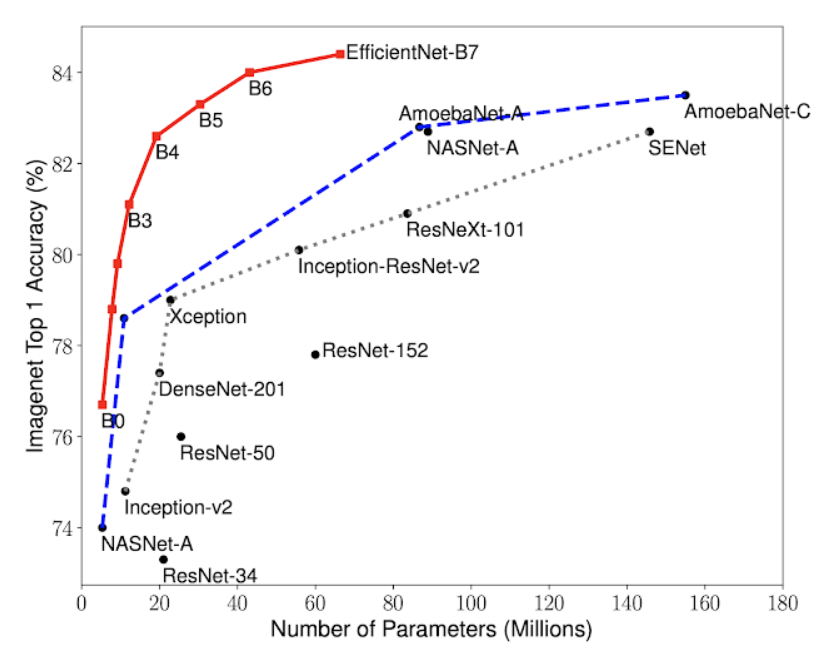 EfficientNet-B7
84
B6
AmoebaNet-C
AmoebaNet-A
B5
B4
NASNet-A
SENet
82
B3
ResNeXt-101
80
Inception-ResNet-v2
Xception
78
ResNet-152
DenseNet-201
B0
76
ResNet-50
Inception-v2
74
NASNet-A
ResNet-34
0 20 40 60 80 100 120 140 160 180
Number of Parameters (Millions)
Imagenet Top 1 Accuracy (%)